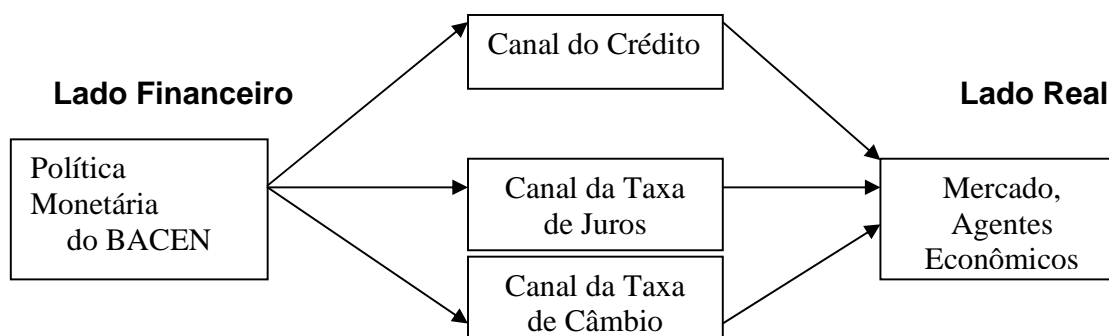 Canal do Crédito
Lado Financeiro
Lado Real
Política
Monetária
do BACEN
Canal da Taxa
de Juros
Mercado,
Agentes
Econômicos
Canal da Taxa
de Câmbio